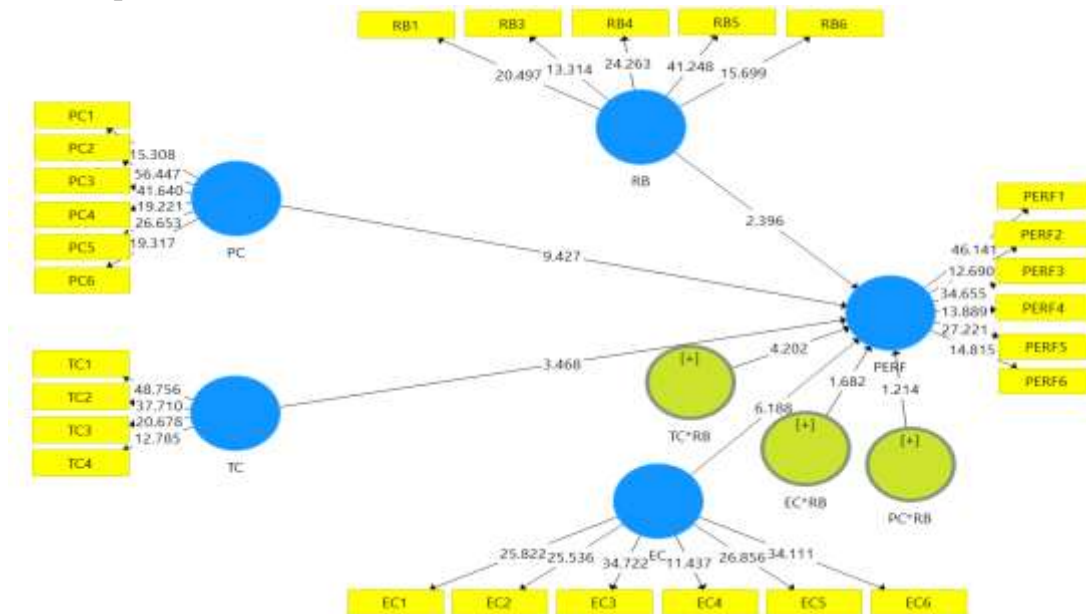 RB1
RB3
RB4
RB5
RB6
20.497
13.314
24.263
41.248
15.699
RB
PC1
PC2
PC3
PC4
PC5
PC6
15.308
56.447
41.640
19.221
26.653
19.317
PC
9.427
2.396
PERF1
PERF2
PERF3
PERF4
PERF5
PERF6
46.141
12.690
34.655
13.889
27.221
14.815
PERF
TC1
TC2
TC3
TC4
48.756
37.710
20.678
12.785
TC
3.468
[+]
4.202
TC*RB
6.188
1.682
[+]
EC*RB
1.214
[+]
PC*RB
EC
25.822
25.536
34.722
11.437
26.856
34.111
EC1
EC2
EC3
EC4
EC5
EC6